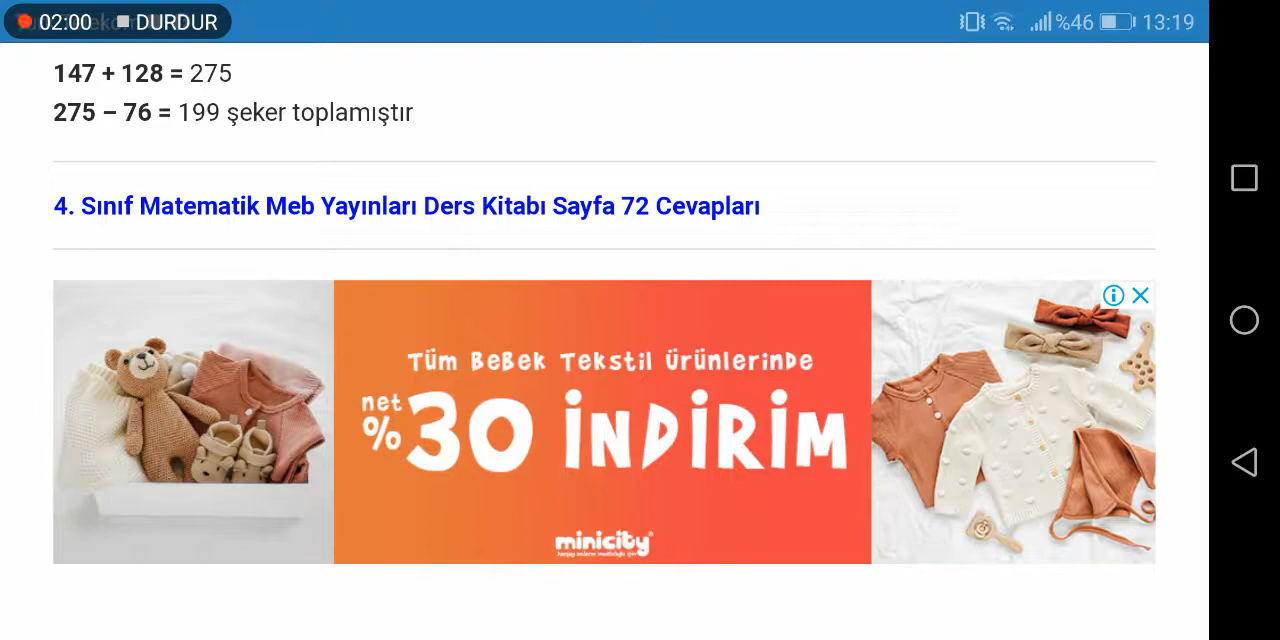 02:00 DURDUR %46 13:19
147 + 128 = 275
275 – 76 = 199 şeker toplamıştır
4. Sınıf Matematik Meb Yayınları Ders Kitabı Sayfa 72 Cevapları
Tüm BeBek Tekstil Ürünlerinde
net
%30 İNDİRİM
minicity